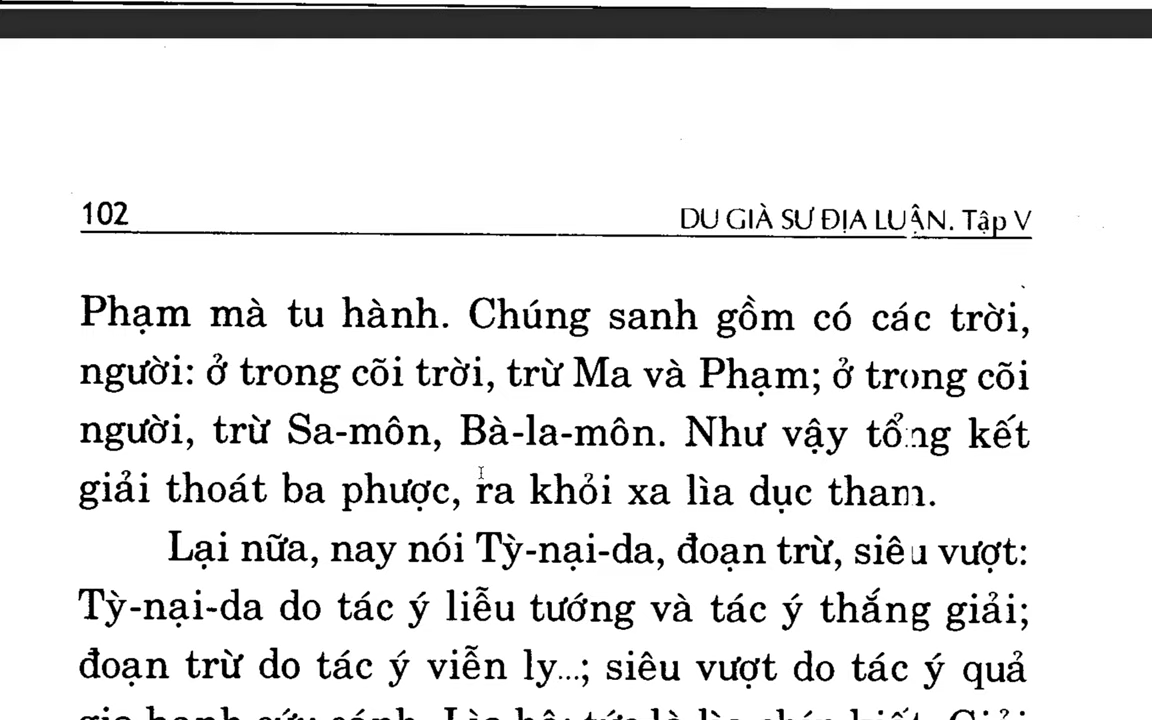 102
DU GIÀ SƯ ĐỊA LUẬN. Tập V
Phạm mà tu hành. Chúng sanh gồm có các trời,
người: ở trong cõi trời, trừ Ma và Phạm; ở trong cõi
người, trừ Sa-môn, Bà-la-môn. Như vậy tổng kết
giải thoát ba phược, ra khỏi xa lìa dục tham.
Lại nữa, nay nói Tỳ-nại-da, đoạn trừ, siêu vượt:
Tỳ-nại-da do tác ý liễu tướng và tác ý thắng giải;
đoạn trừ do tác ý viễn ly...; siêu vượt do tác ý quả